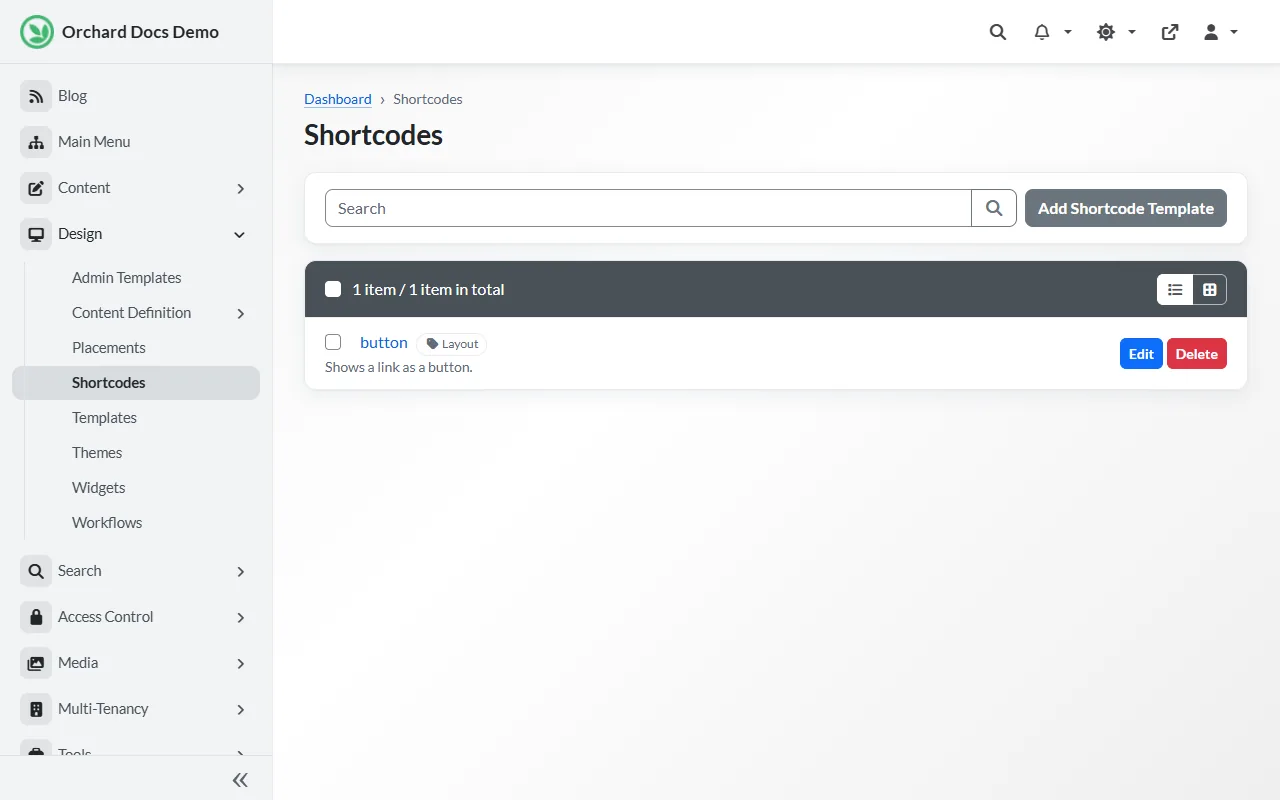 Orchard Docs Demo
Blog
Main Menu
Content
Design
Admin Templates
Content Definition
Placements
Shortcodes
Templates
Themes
Widgets
Workflows
Search
Access Control
Media
Multi-Tenancy
Tools
Dashboard › Shortcodes
Shortcodes
Search
Add Shortcode Template
1 item / 1 item in total
button Layout
Shows a link as a button.
Edit Delete